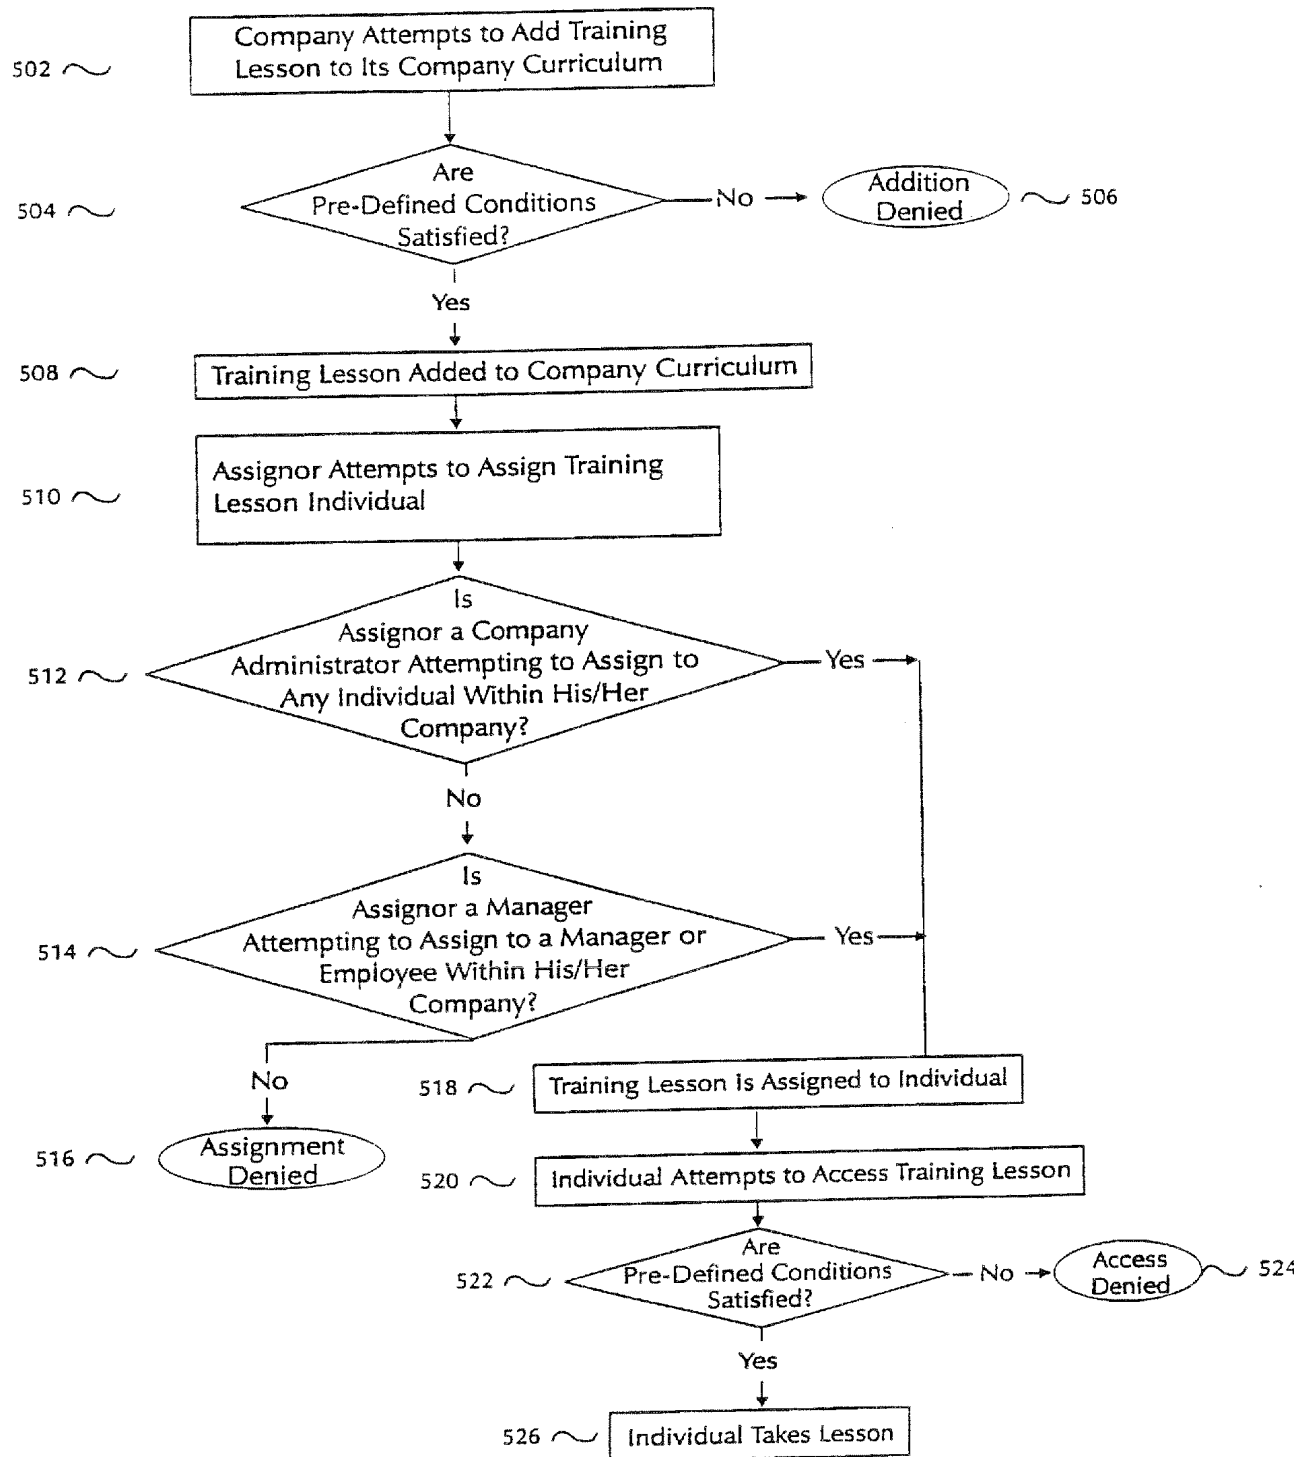 Company Attempts to Add Training
Lesson to Its Company Curriculum
502
Are
Pre-Defined Conditions
Satisfied?
504
No
Addition
Denied
506
Yes
508
Training Lesson Added to Company Curriculum
510
Assignor Attempts to Assign Training
Lesson Individual
Is
Assignor a Company
Administrator Attempting to Assign to
Any Individual Within His/Her
Company?
512
Yes
No
Is
Assignor a Manager
Attempting to Assign to a Manager or
Employee Within His/Her
Company?
514
Yes
No
516
Assignment
Denied
518
Training Lesson is Assigned to Individual
520
Individual Attempts to Access Training Lesson
Are
Pre-Defined Conditions
Satisfied?
522
No
Access
Denied
524
Yes
526
Individual Takes Lesson